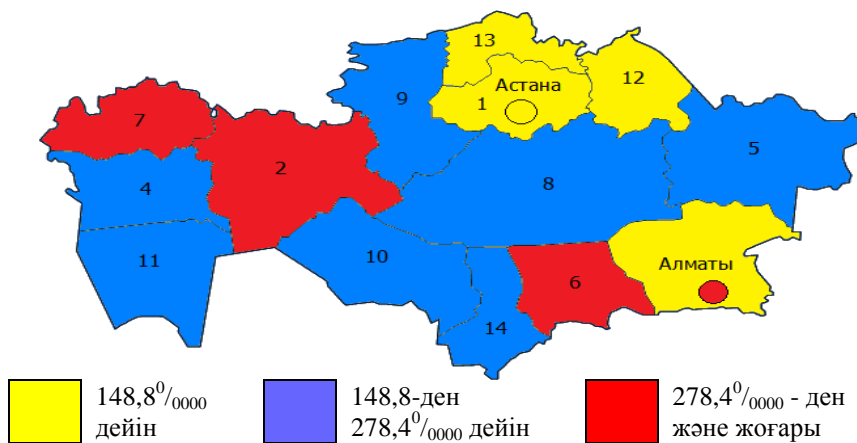 13
Астана
12
9
1
7
5
2
4
8
Алматы
10
11
6
14
148,8⁰/₀₀₀₀
дейін
148,8-ден
278,4⁰/₀₀₀₀ дейін
278,4⁰/₀₀₀₀ - ден
және жоғары